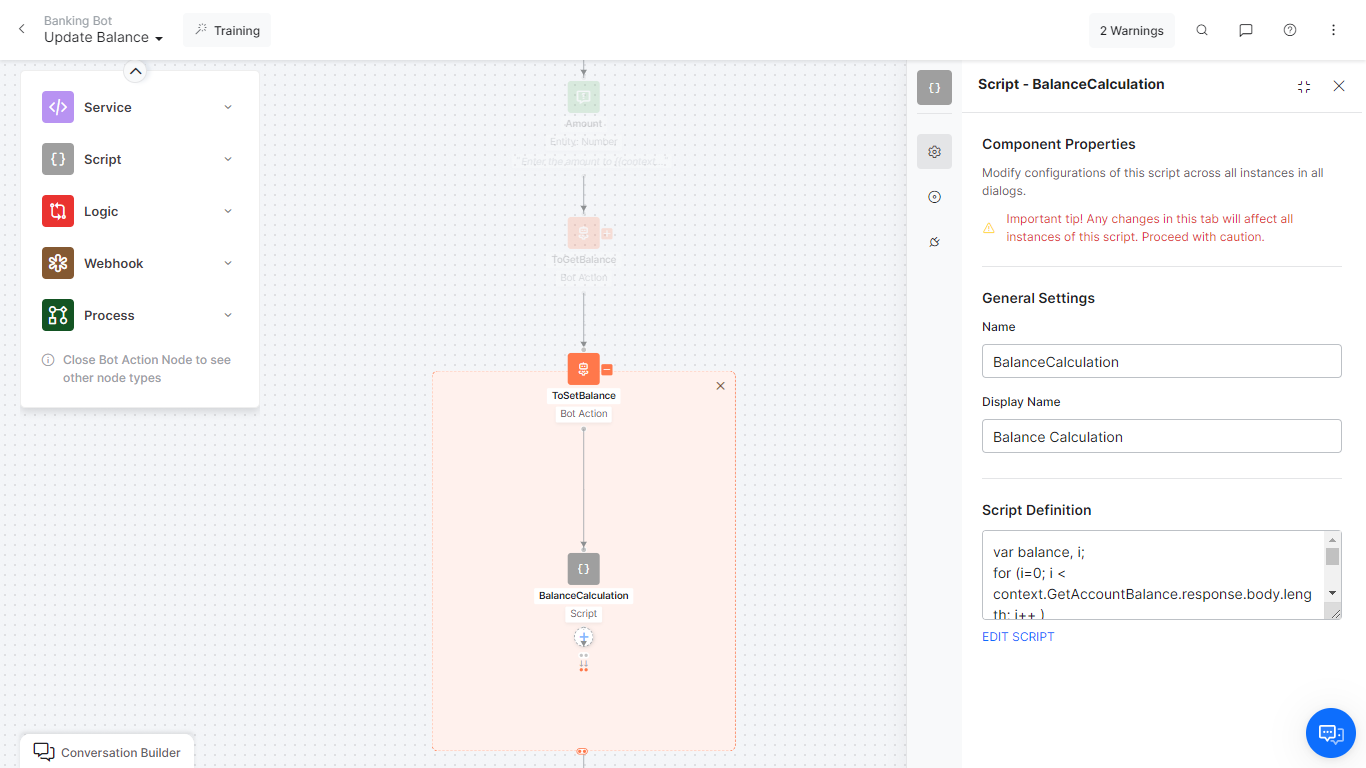 Banking Bot
Update Balance
Training
2 Warnings
Service
Script
Logic
Webhook
Process
Close Bot Action Node to see
other node types
Amount
Entity: Number
Enter the amount to {{context.
ToGetBalance
Bot Action
ToSetBalance
Bot Action
BalanceCalculation
Script
Conversation Builder
Script - BalanceCalculation
Component Properties
Modify configurations of this script across all instances in all
dialogs.
Important tip! Any changes in this tab will affect all
instances of this script. Proceed with caution.
General Settings
Name
BalanceCalculation
Display Name
Balance Calculation
Script Definition
var balance, i;
for (i=0; i <
context.GetAccountBalance.response.body.leng
th; i++ )
EDIT SCRIPT